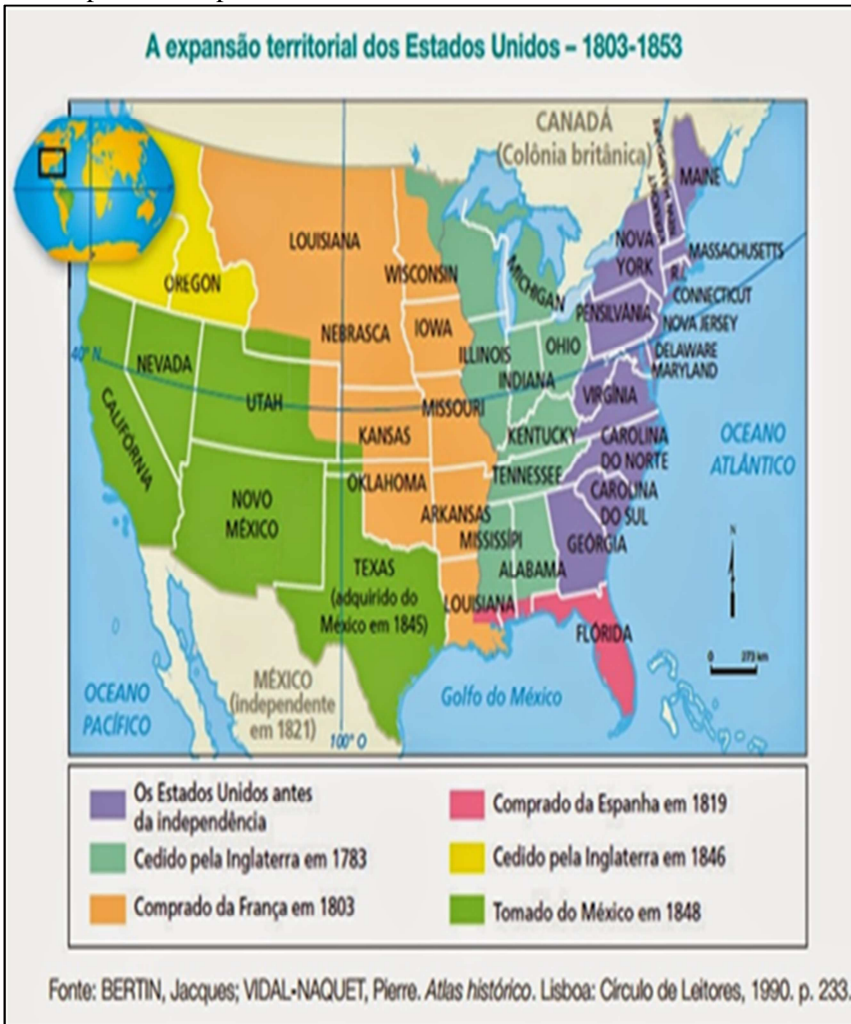 A expansão territorial dos Estados Unidos – 1803-1853
CANADÁ
(Colônia britânica)
MAINE
VERMONT
NOVA
YORK
MASSACHUSETTS
R.I.
CONNECTICUT
NOVA JERSEY
PENSILVÂNIA
DELAWARE
MARYLAND
LOUISIANA
WISCONSIN
MICHIGAN
OREGON
NEBRASCA
IOWA
ILLINOIS
OHIO
INDIANA
40° N
NEVADA
UTAH
CALIFÓRNIA
MISSOURI
VIRGÍNIA
KANSAS
KENTUCKY
CAROLINA
DO NORTE
OCEANO
ATLÂNTICO
OKLAHOMA
TENNESSEE
CAROLINA
DO SUL
NOVO
MÉXICO
ARKANSAS
MISSISSÍPI
GEÓRGIA
ALABAMA
N
TEXAS
(adquirido do
México em 1845)
LOUISIANA
FLÓRIDA
0 273 km
OCEANO
PACÍFICO
MÉXICO
(independente
em 1821)
Golfo do México
100° O
Os Estados Unidos antes
da independência
Cedido pela Inglaterra em 1783
Comprado da França em 1803
Comprado da Espanha em 1819
Cedido pela Inglaterra em 1846
Tomado do México em 1848
Fonte: BERTIN, Jacques; VIDAL-NAQUET, Pierre. Atlas histórico. Lisboa: Círculo de Leitores, 1990. p. 233.